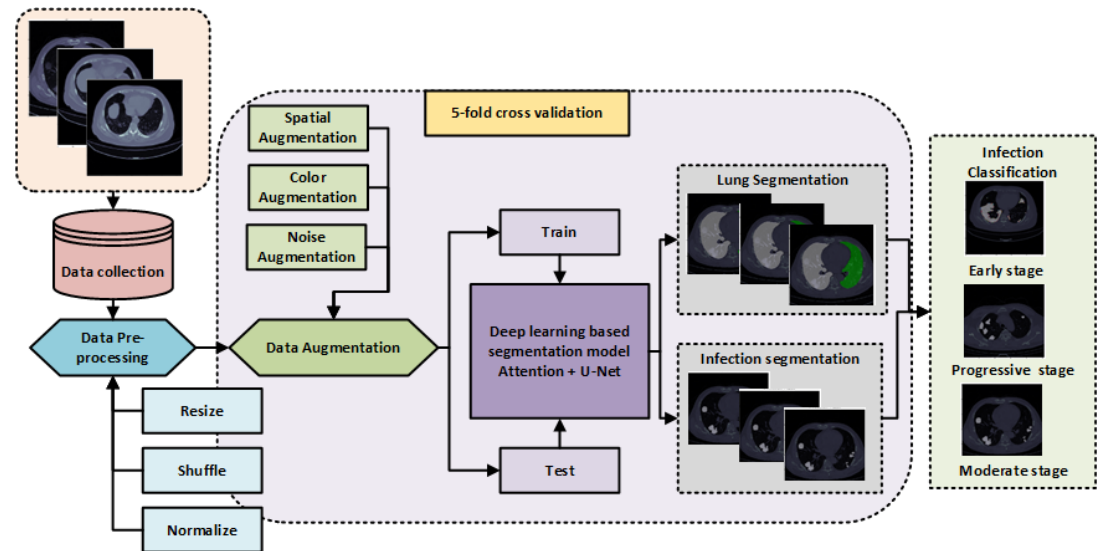 Data collection
Data Pre-
processing
Resize
Shuffle
Normalize
Spatial
Augmentation
Color
Augmentation
Noise
Augmentation
Data Augmentation
5-fold cross validation
Train
Deep learning based
segmentation model
Attention + U-Net
Test
Lung Segmentation
Infection segmentation
Infection
Classification
Early stage
Progressive stage
Moderate stage